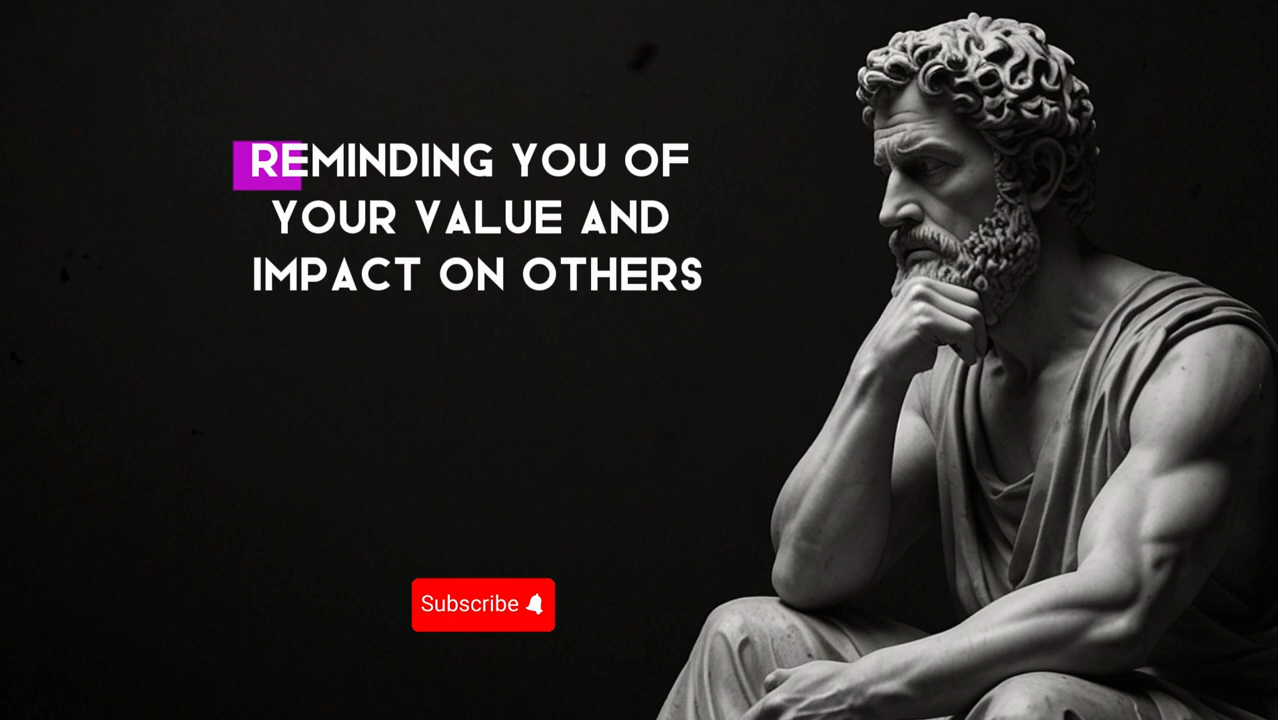 REMINDING YOU OF
YOUR VALUE AND
IMPACT ON OTHERS
Subscribe